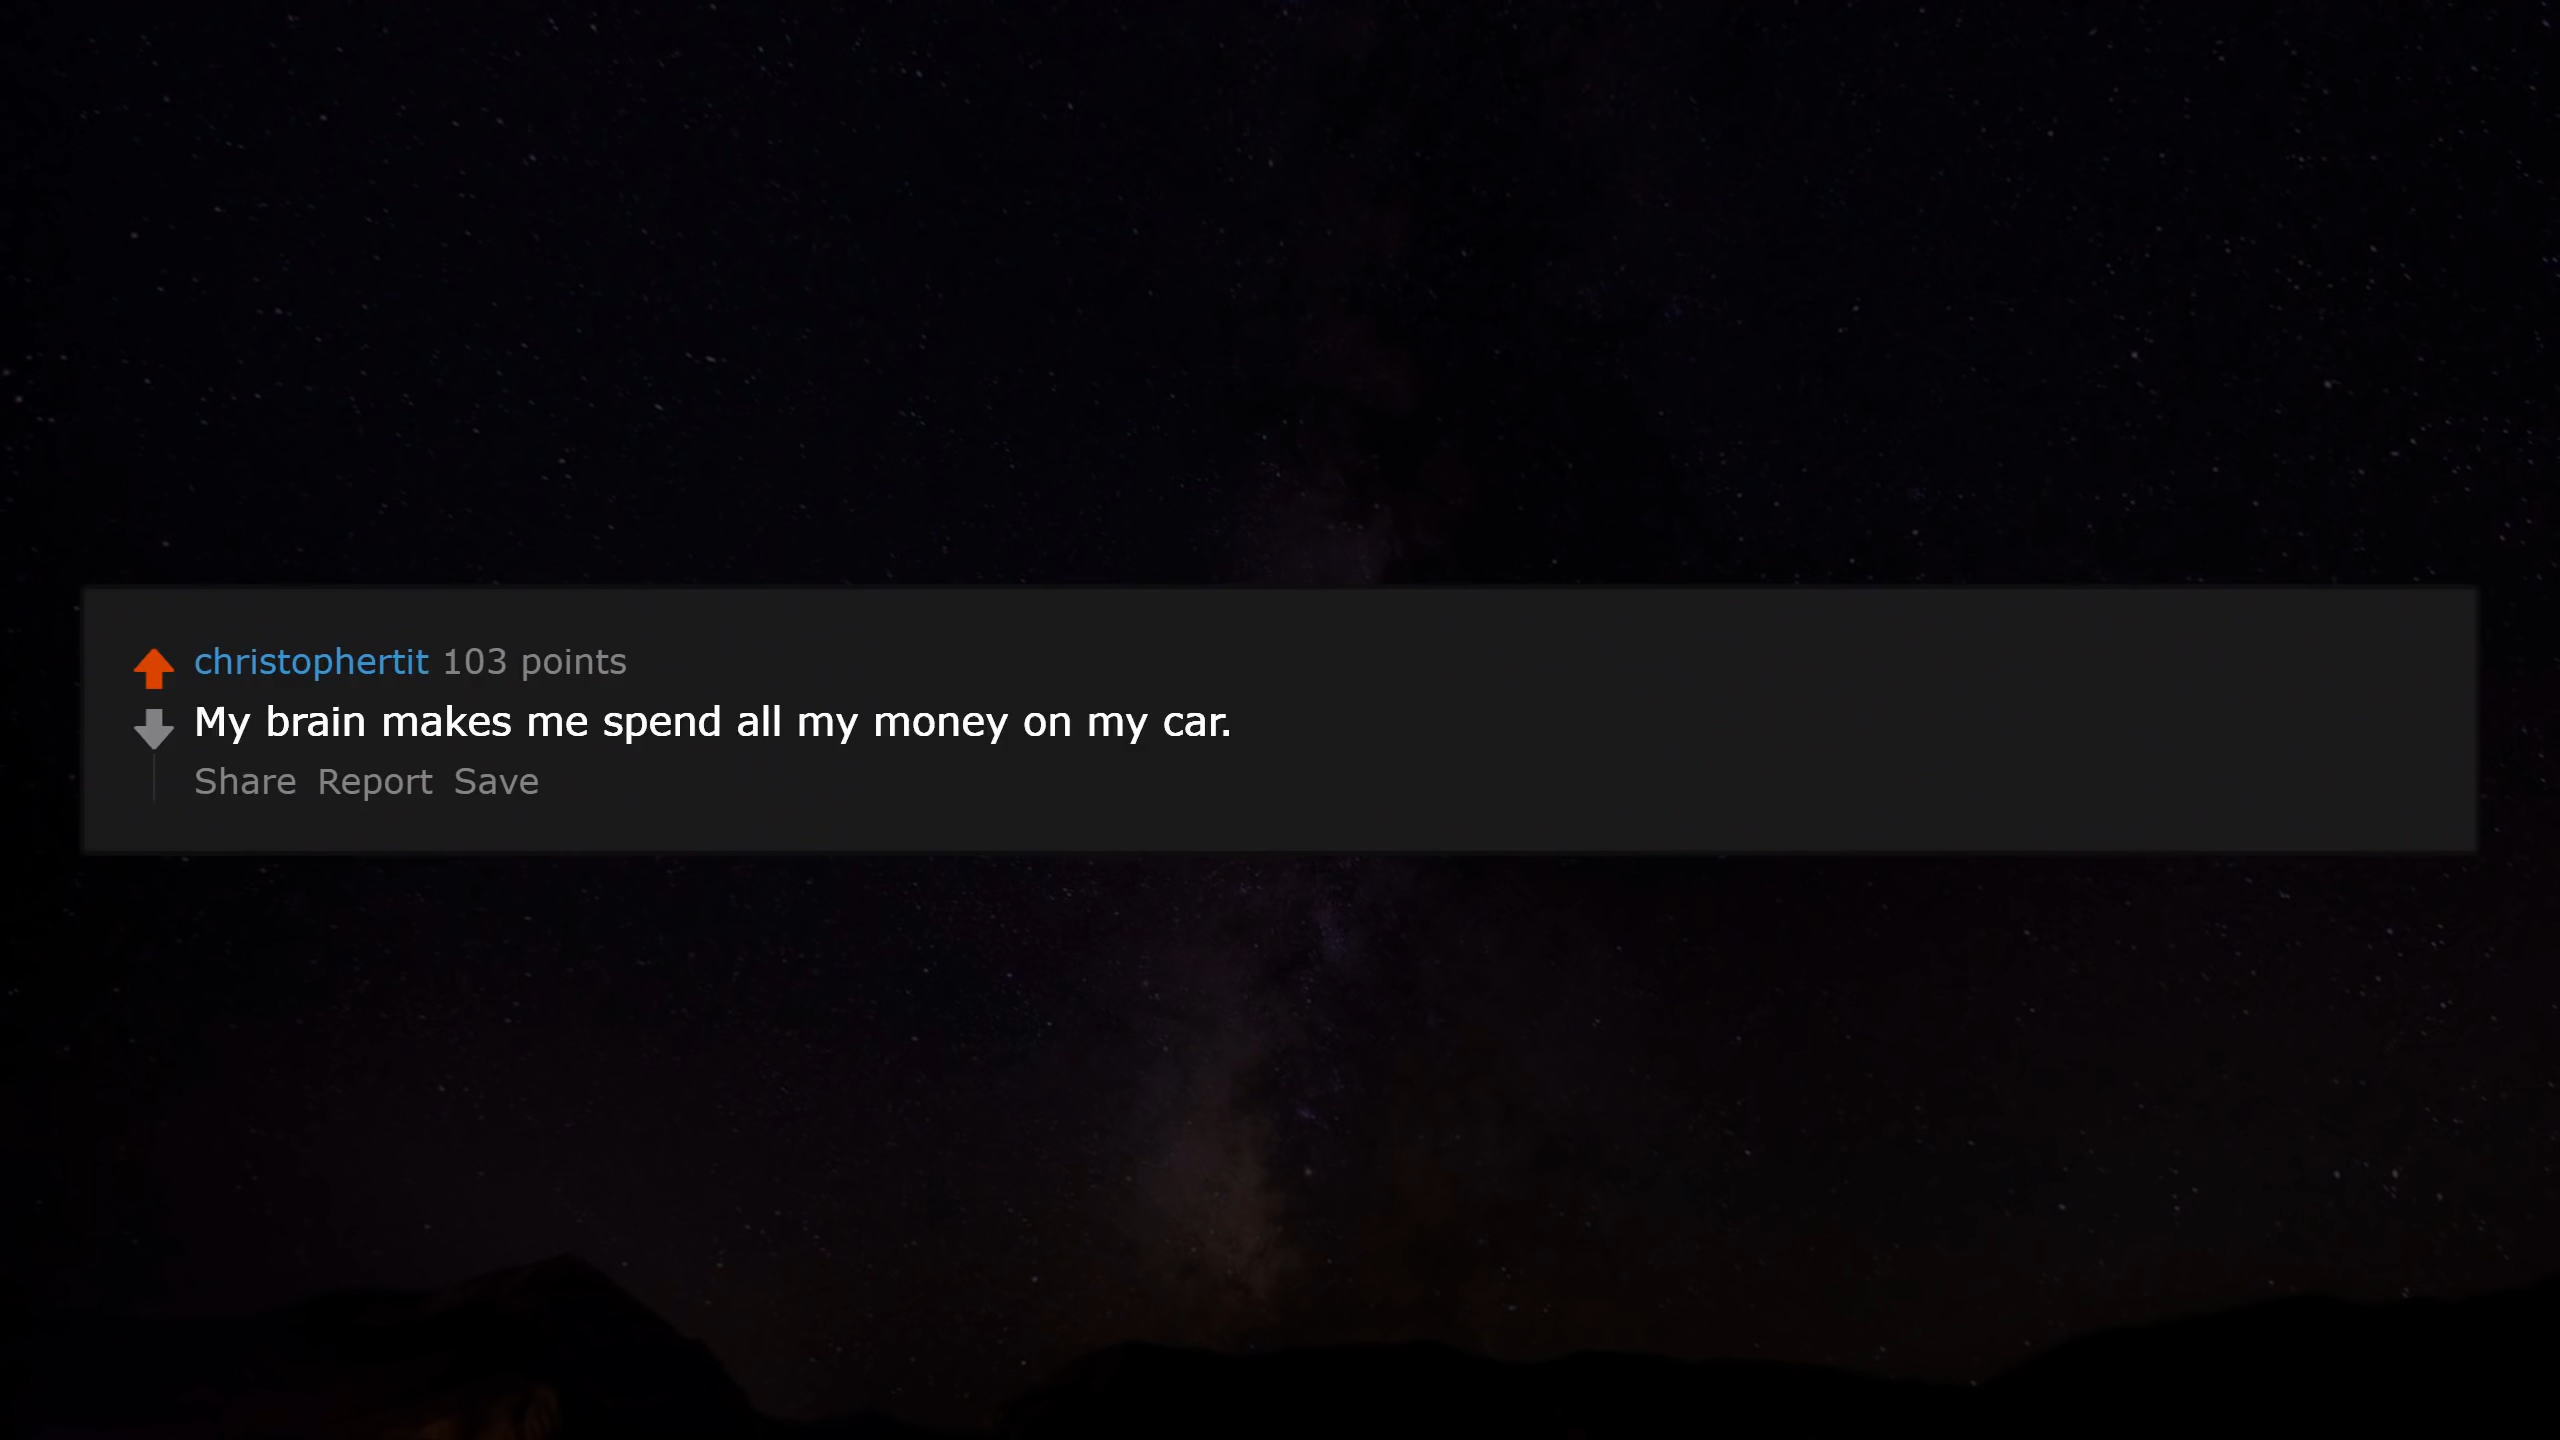 christophertit 103 points
My brain makes me spend all my money on my car.
Share Report Save